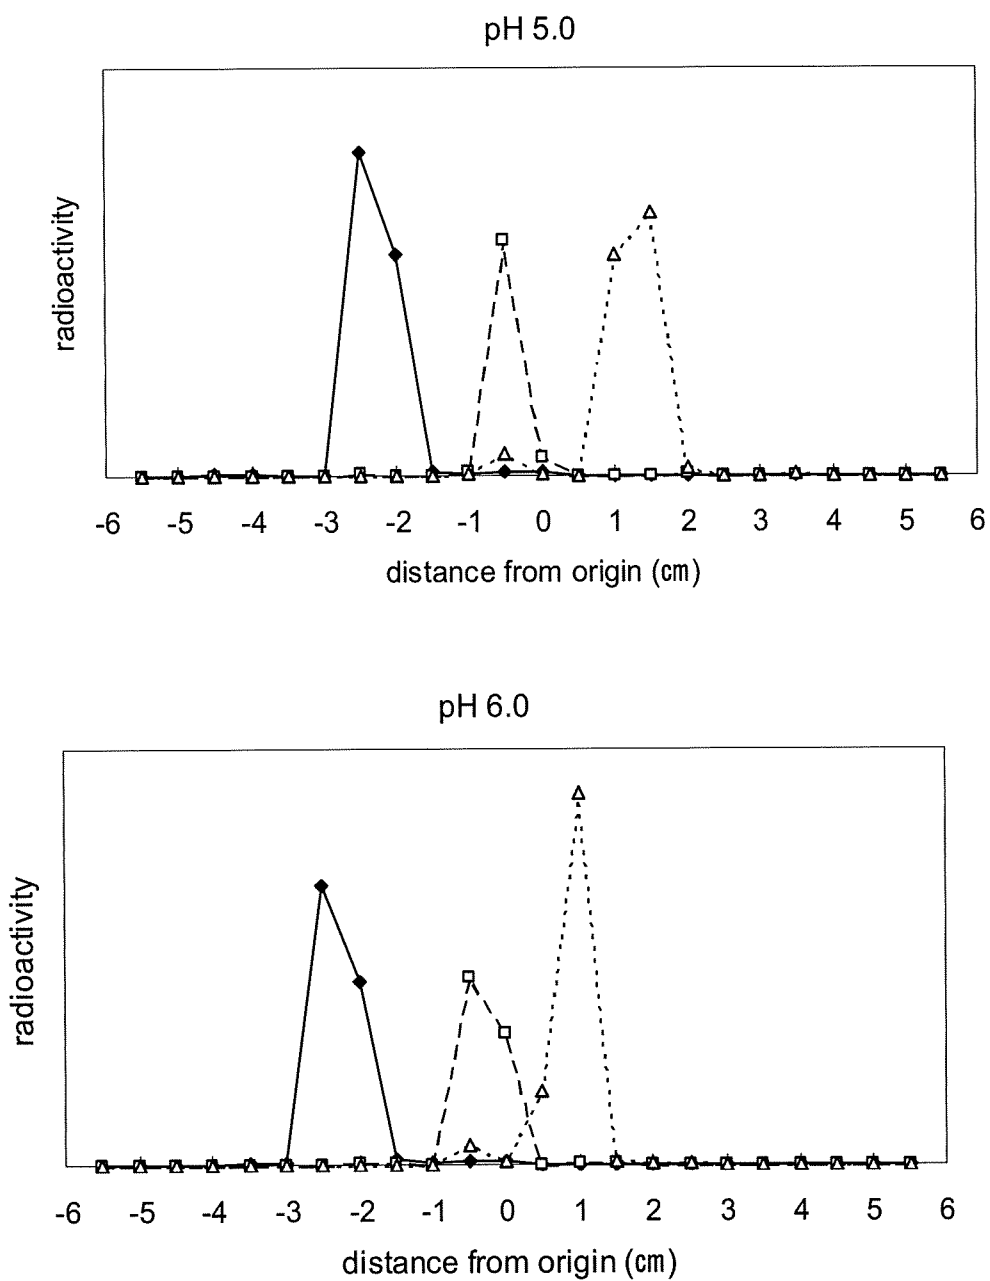 pH 5.0
radioactivity
-6 -5 -4 -3 -2 -1 0 1 2 3 4 5 6
distance from origin (㎝)
pH 6.0
radioactivity
-6 -5 -4 -3 -2 -1 0 1 2 3 4 5 6
distance from origin (㎝)